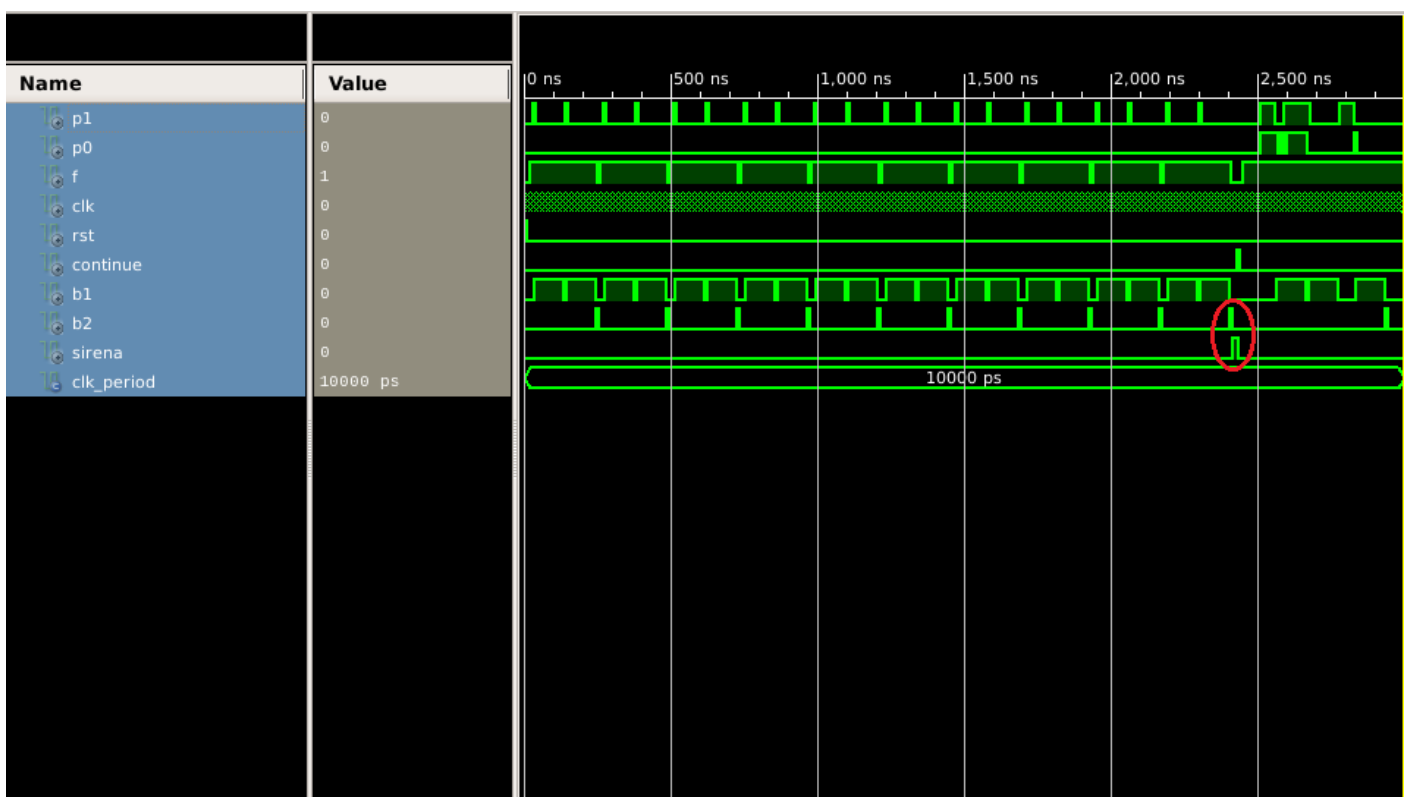 Name Value 0 ns 500 ns 1,000 ns 1,500 ns 2,000 ns 2,500 ns
p1 0
p0 0
f 1
clk 0
rst 0
continue 0
b1 0
b2 0
sirena 0
clk_period 10000 ps 10000 ps